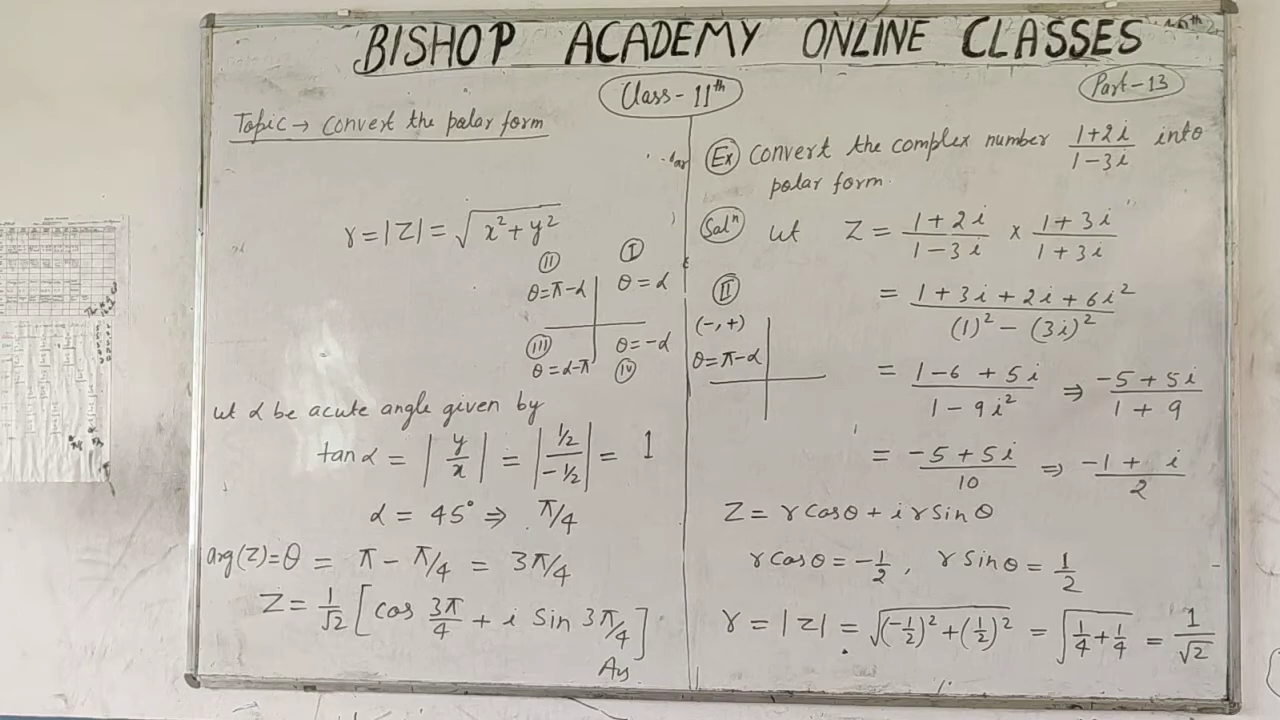 BISHOP ACADEMY ONLINE CLASSES
Class - 11th
Part - 13
Topic → Convert the polar form
r = |Z| = √(x² + y²)
II I
θ = π - α θ = α
III θ = -α
θ = α - π IV
let α be acute angle given by
tan α = |y/x| = |(1/2)/(-1/2)| = 1
α = 45° ⇒ π/4
arg(Z) = θ = π - π/4 = 3π/4
Z = 1/√2 [cos 3π/4 + i sin 3π/4]
Ans
Ex Convert the complex number (1+2i)/(1-3i) into
polar form.
Solⁿ let Z = (1+2i)/(1-3i) × (1+3i)/(1+3i)
= (1+3i+2i+6i²)/((1)² - (3i)²)
II
(-,+)
θ = π - α
= (1-6+5i)/(1-9i²) ⇒ (-5+5i)/(1+9)
= (-5+5i)/10 ⇒ (-1+i)/2
Z = r cosθ + i r sinθ
r cosθ = -1/2, r sinθ = 1/2
r = |Z| = √((-1/2)² + (1/2)²) = √(1/4 + 1/4) = 1/√2